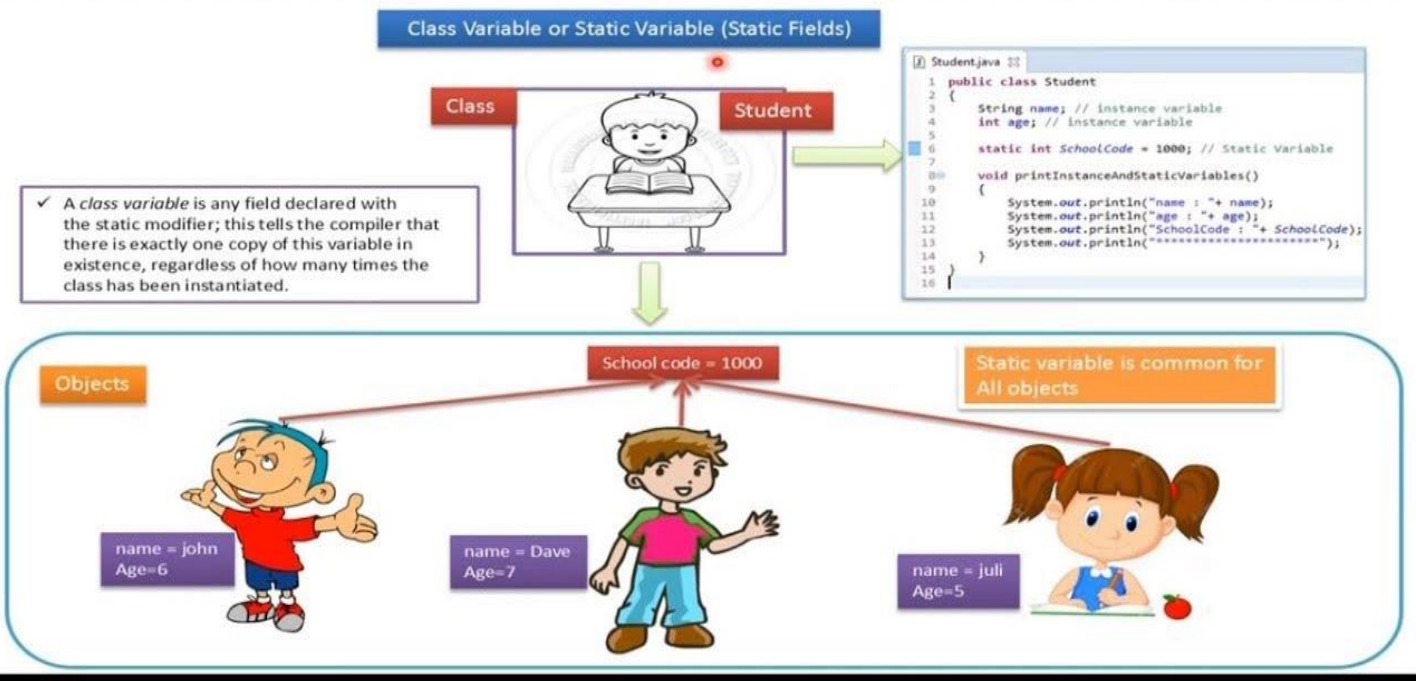 Class Variable or Static Variable (Static Fields)
Class
Student
✓ A class variable is any field declared with
the static modifier; this tells the compiler that
there is exactly one copy of this variable in
existence, regardless of how many times the
class has been instantiated.
Student.java
1 public class Student
2 {
3 String name; // instance variable
4 int age; // instance variable
5
6 static int SchoolCode = 1000; // Static Variable
7
8 void printInstanceAndStaticVariables()
9 {
10 System.out.println("name : "+ name);
11 System.out.println("age : "+ age);
12 System.out.println("SchoolCode : "+ SchoolCode);
13 System.out.println("**********************");
14 }
15 }
16
Objects
School code = 1000
Static variable is common for
All objects
name = john
Age=6
name = Dave
Age=7
name = juli
Age=5